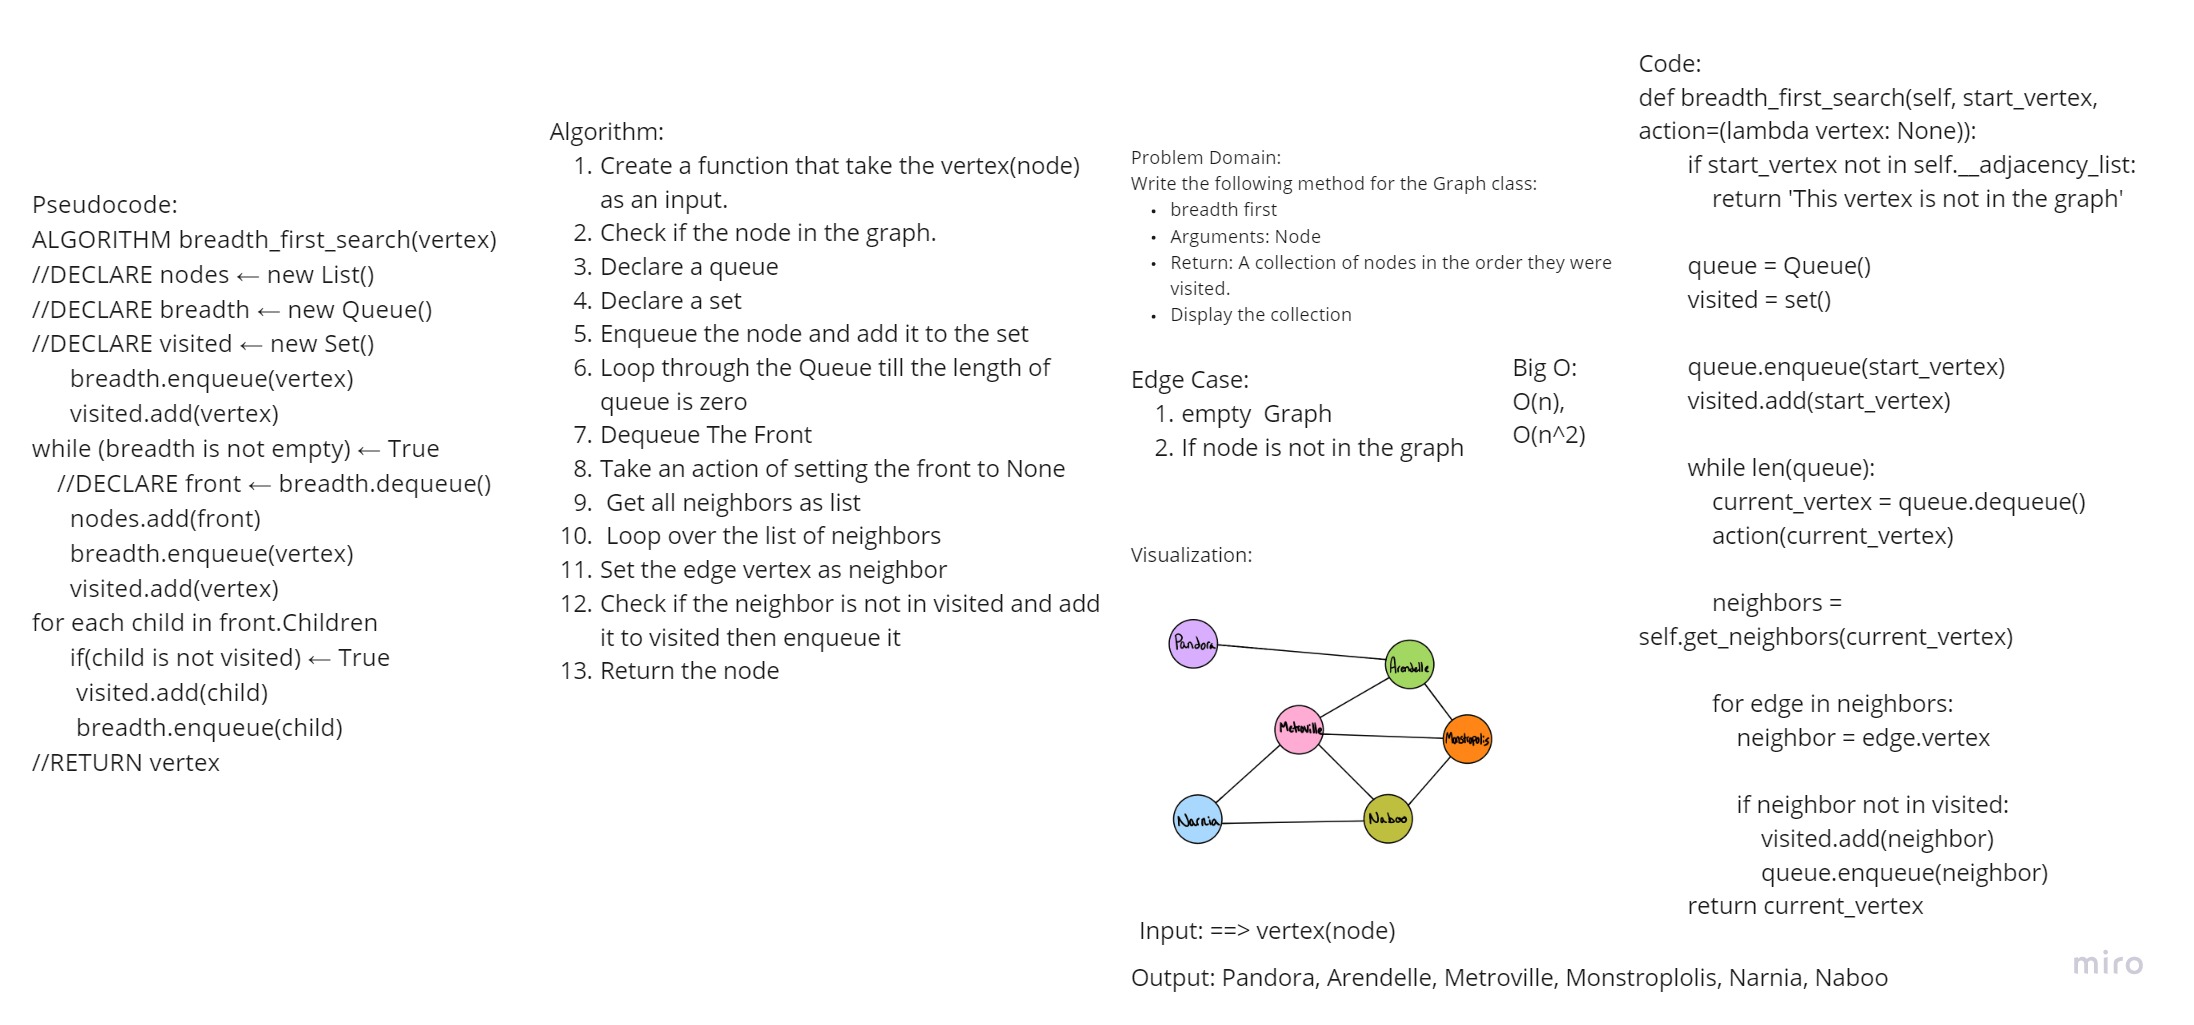 Pseudocode:
ALGORITHM breadth_first_search(vertex)
//DECLARE nodes ← new List()
//DECLARE breadth ← new Queue()
//DECLARE visited ← new Set()
breadth.enqueue(vertex)
visited.add(vertex)
while (breadth is not empty) ← True
//DECLARE front ← breadth.dequeue()
nodes.add(front)
breadth.enqueue(vertex)
visited.add(vertex)
for each child in front.Children
if(child is not visited) ← True
visited.add(child)
breadth.enqueue(child)
//RETURN vertex
Algorithm:
1. Create a function that take the vertex(node)
as an input.
2. Check if the node in the graph.
3. Declare a queue
4. Declare a set
5. Enqueue the node and add it to the set
6. Loop through the Queue till the length of
queue is zero
7. Dequeue The Front
8. Take an action of setting the front to None
9. Get all neighbors as list
10. Loop over the list of neighbors
11. Set the edge vertex as neighbor
12. Check if the neighbor is not in visited and add
it to visited then enqueue it
13. Return the node
Problem Domain:
Write the following method for the Graph class:
• breadth first
• Arguments: Node
• Return: A collection of nodes in the order they were
visited.
• Display the collection
Edge Case:
1. empty  Graph
2. If node is not in the graph
Big O:
O(n),
O(n^2)
Visualization:
Pandora
Arendelle
Metroville
Monstropolis
Narnia
Naboo
Input: ==> vertex(node)
Output: Pandora, Arendelle, Metroville, Monstroplolis, Narnia, Naboo
Code:
def breadth_first_search(self, start_vertex,
action=(lambda vertex: None)):
if start_vertex not in self.__adjacency_list:
return 'This vertex is not in the graph'
queue = Queue()
visited = set()
queue.enqueue(start_vertex)
visited.add(start_vertex)
while len(queue):
current_vertex = queue.dequeue()
action(current_vertex)
neighbors =
self.get_neighbors(current_vertex)
for edge in neighbors:
neighbor = edge.vertex
if neighbor not in visited:
visited.add(neighbor)
queue.enqueue(neighbor)
return current_vertex
miro